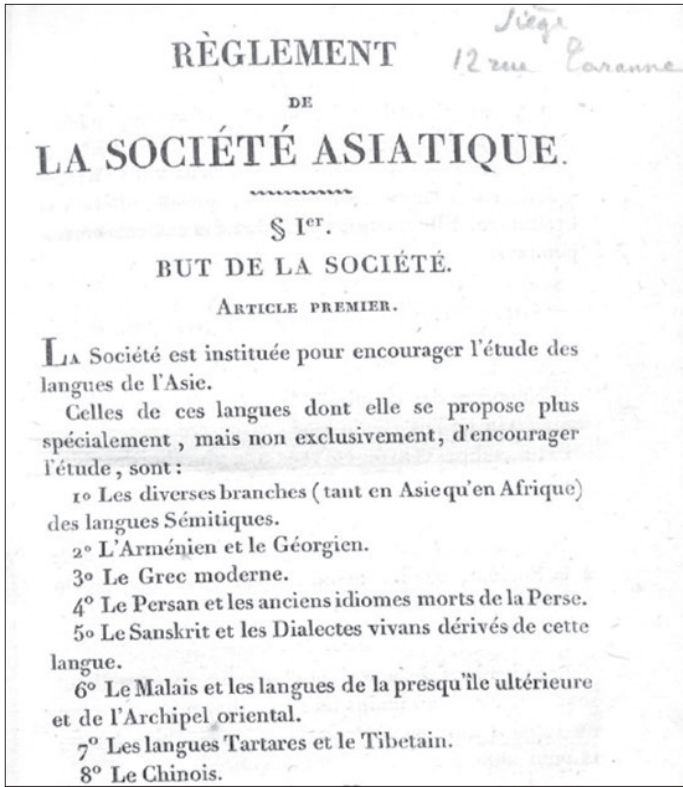 Siège
12 rue Taranne
RÈGLEMENT
DE
LA SOCIÉTÉ ASIATIQUE.
§ Ier.
BUT DE LA SOCIÉTÉ.
ARTICLE PREMIER.
LA Société est instituée pour encourager l'étude des
langues de l'Asie.
Celles de ces langues dont elle se propose plus
spécialement, mais non exclusivement, d'encourager
l'étude, sont :
1o Les diverses branches (tant en Asie qu'en Afrique)
des langues Sémitiques.
2o L'Arménien et le Géorgien.
3o Le Grec moderne.
4o Le Persan et les anciens idiomes morts de la Perse.
5o Le Sanskrit et les Dialectes vivans dérivés de cette
langue.
6o Le Malais et les langues de la presqu'île ultérieure
et de l'Archipel oriental.
7o Les langues Tartares et le Tibetain.
8o Le Chinois.